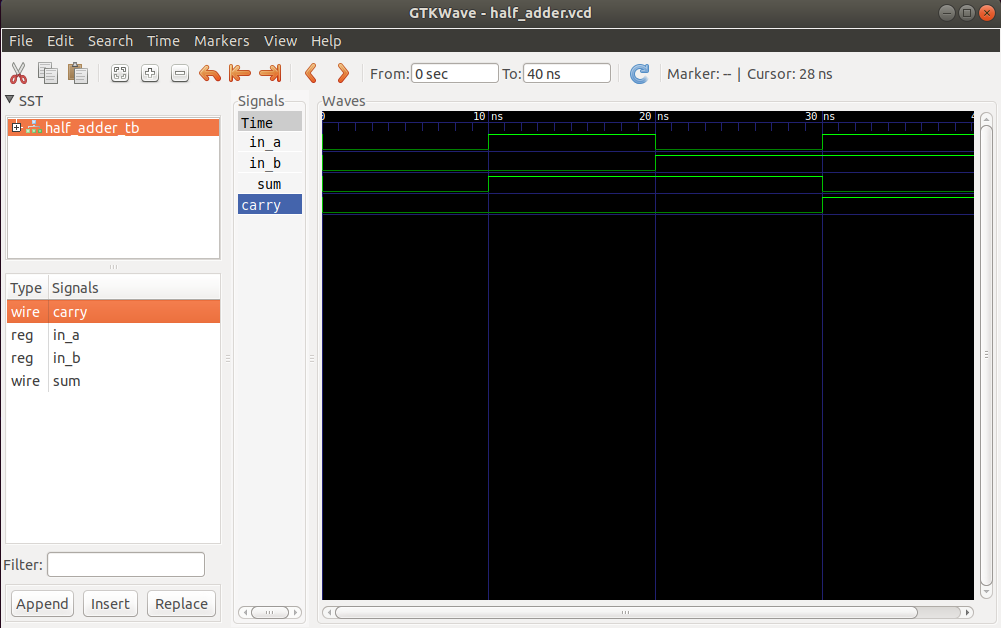 GTKWave - half_adder.vcd
File Edit Search Time Markers View Help
From: 0 sec To: 40 ns Marker: -- | Cursor: 28 ns
SST
half_adder_tb
Type Signals
wire carry
reg in_a
reg in_b
wire sum
Filter:
Append Insert Replace
Signals
Time
in_a
in_b
sum
carry
Waves
0 10 ns 20 ns 30 ns